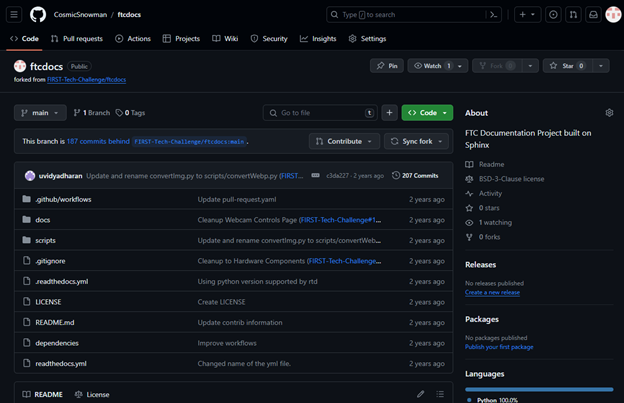 CosmicSnowman / ftcdocs
Type / to search
Code Pull requests Actions Projects Wiki Security Insights Settings
ftcdocs Public
forked from FIRST-Tech-Challenge/ftcdocs
Pin Watch 1 Fork Star 0
main 1 Branch 0 Tags Go to file t Code
This branch is 187 commits behind FIRST-Tech-Challenge/ftcdocs:main.
Contribute Sync fork
uvidyadharan Update and rename convertImg.py to scripts/convertWebp.py (FIRST-... c3da227 · 2 years ago 207 Commits
.github/workflows Update pull-request.yaml 2 years ago
docs Cleanup Webcam Controls Page (FIRST-Tech-Challenge#1... 2 years ago
scripts Update and rename convertImg.py to scripts/convertWeb... 2 years ago
.gitignore Cleanup to Hardware Components (FIRST-Tech-Challenge... 2 years ago
.readthedocs.yml Using python version supported by rtd 2 years ago
LICENSE Create LICENSE 2 years ago
README.md Update contrib information 2 years ago
dependencies Improve workflows 2 years ago
readthedocs.yml Changed name of the yml file. 2 years ago
README License
About
FTC Documentation Project built on
Sphinx
Readme
BSD-3-Clause license
Activity
0 stars
1 watching
0 forks
Releases
No releases published
Create a new release
Packages
No packages published
Publish your first package
Languages
Python 100.0%